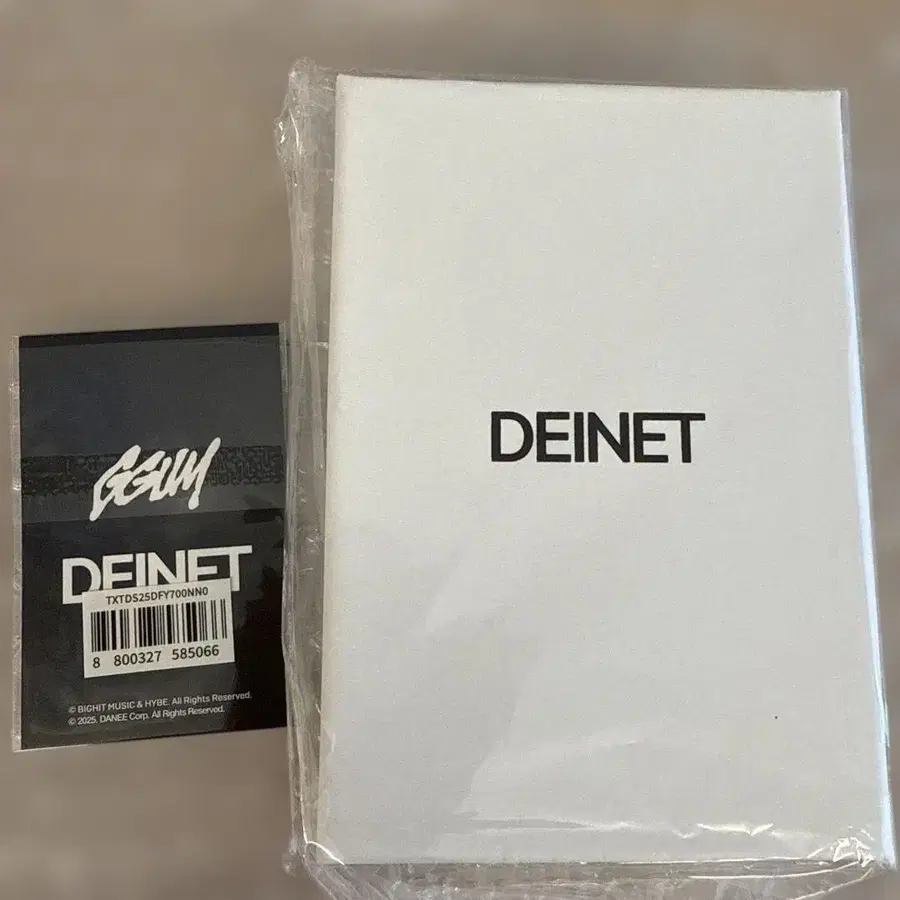 GGUM
DEINET
TXTDS25DFY700NN0
8 800327 585066
© BIGHIT MUSIC & HYBE. All Rights Reserved.
© 2025. DANEE Corp. All Rights Reserved.
DEINET